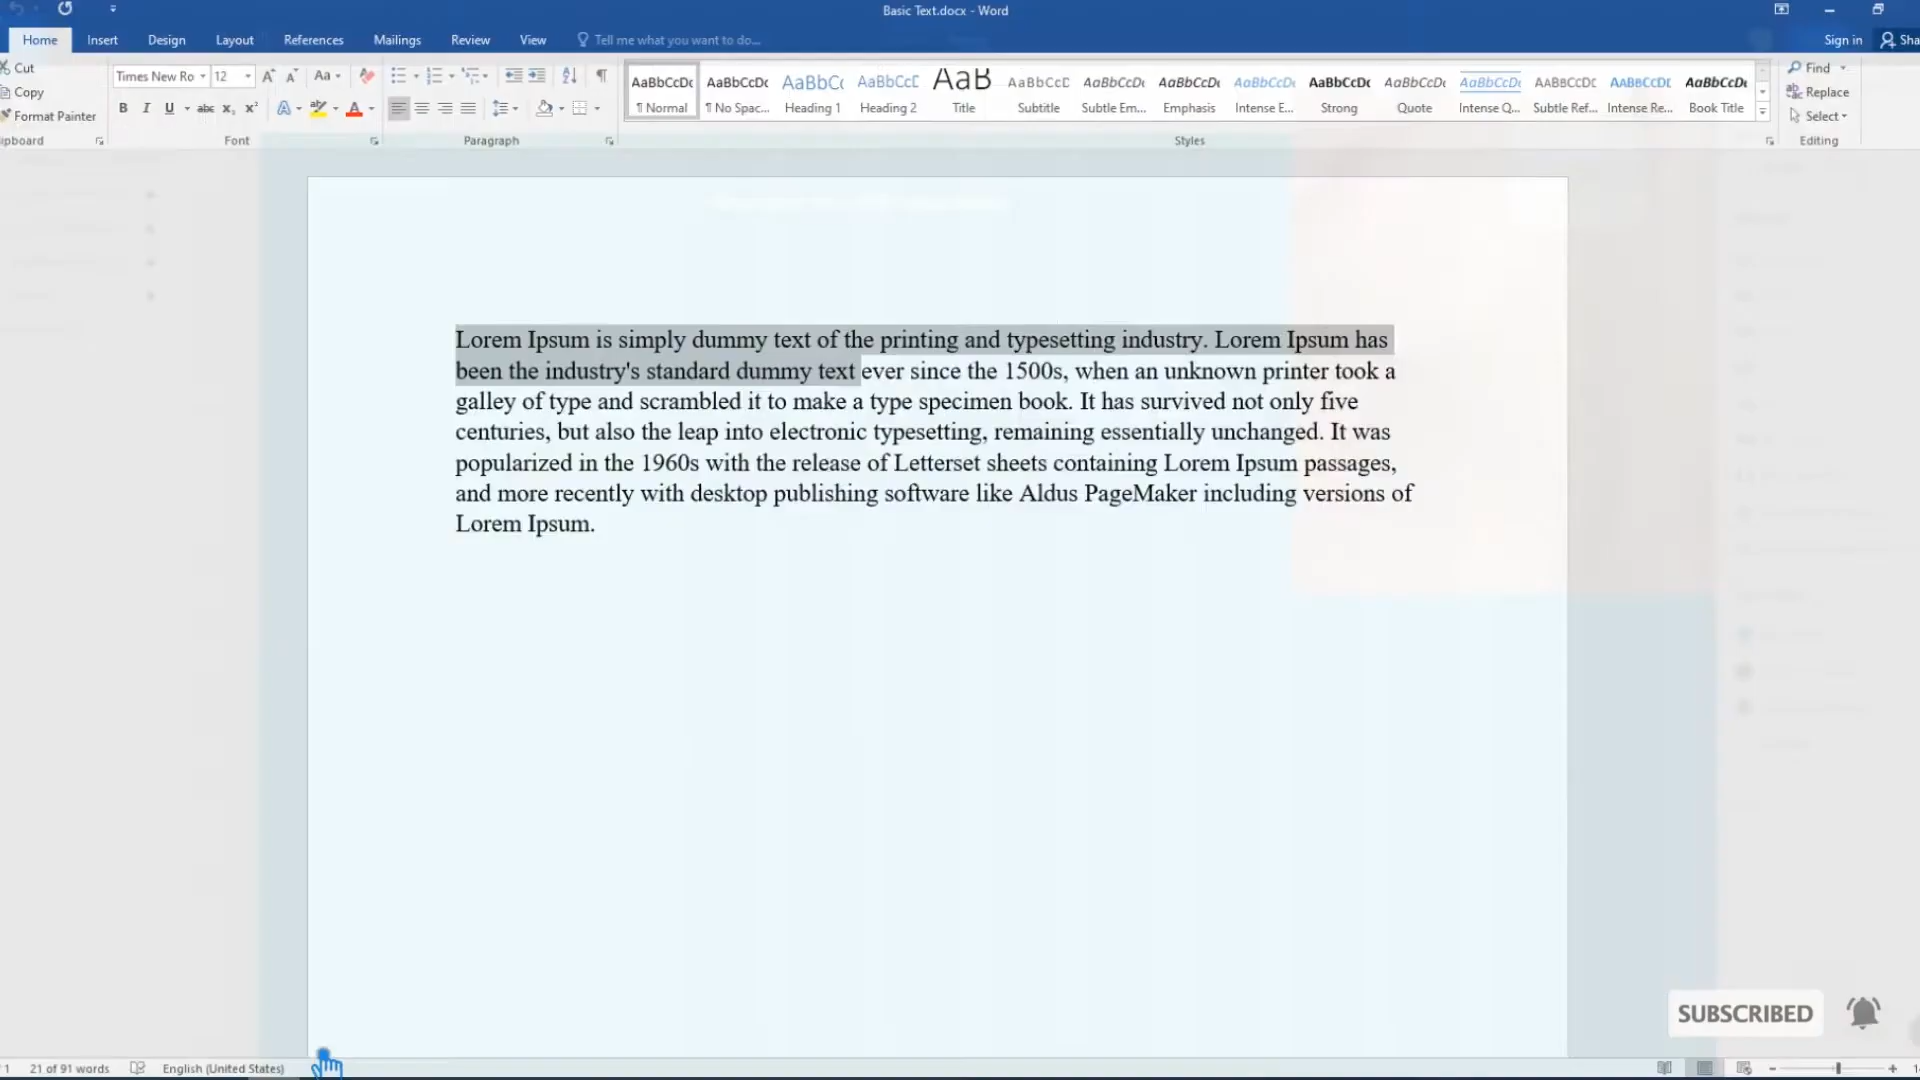 Basic Text.docx - Word
Home Insert Design Layout References Mailings Review View Tell me what you want to do... Sign in Sha
Cut
Copy
Format Painter
ipboard
Times New Ro 12 Aa
B I U abc x₂ x² A A
Font
Paragraph
AaBbCcDc AaBbCcDc AaBbC( AaBbCcC AaB AaBbCcC AaBbCcDc AaBbCcDc AaBbCcDc AaBbCcDc AaBbCcDc AaBbCcDc AABBCCDC AABBCCDC AaBbCcDc
¶ Normal ¶ No Spac... Heading 1 Heading 2 Title Subtitle Subtle Em... Emphasis Intense E... Strong Quote Intense Q... Subtle Ref... Intense Re... Book Title
Styles
Find
Replace
Select
Editing
Lorem Ipsum is simply dummy text of the printing and typesetting industry. Lorem Ipsum has
been the industry's standard dummy text ever since the 1500s, when an unknown printer took a
galley of type and scrambled it to make a type specimen book. It has survived not only five
centuries, but also the leap into electronic typesetting, remaining essentially unchanged. It was
popularized in the 1960s with the release of Letterset sheets containing Lorem Ipsum passages,
and more recently with desktop publishing software like Aldus PageMaker including versions of
Lorem Ipsum.
SUBSCRIBED
1 21 of 91 words English (United States)